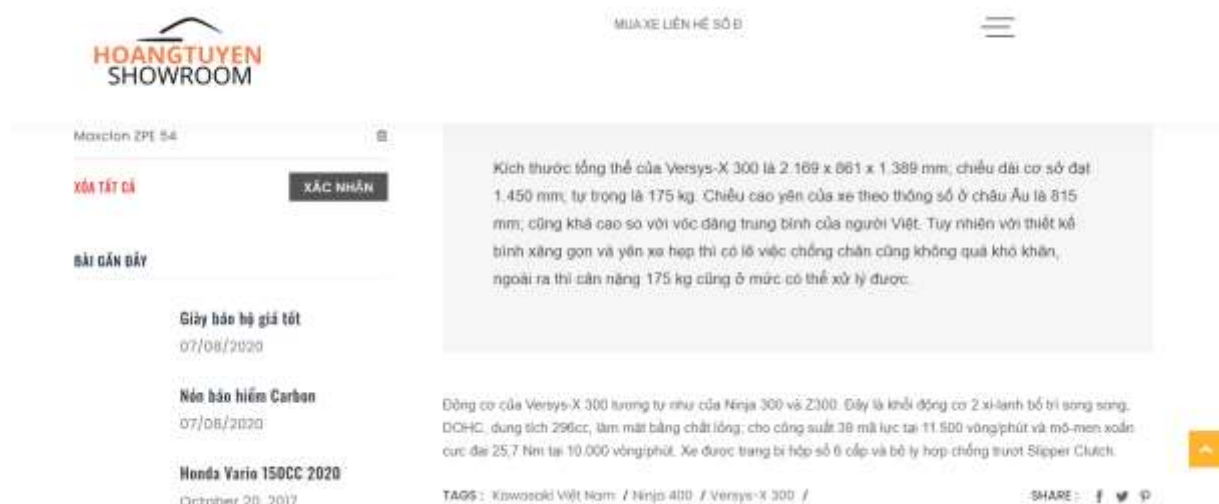 HOANGTUYEN
SHOWROOM
MUA XE LIÊN HỆ SỐ Đ
Maxclon ZPE 54
XÓA TẤT CẢ
XÁC NHẬN
BÀI GẦN ĐÂY
Giày bảo hộ giá tốt
07/08/2020
Nón bảo hiểm Carbon
07/08/2020
Honda Vario 150CC 2020
October 20, 2017
Kích thước tổng thể của Versys-X 300 là 2.169 x 861 x 1.389 mm, chiều dài cơ sở đạt
1.450 mm, tự trọng là 175 kg. Chiều cao yên của xe theo thông số ở châu Âu là 815
mm, cũng khá cao so với vóc dáng trung bình của người Việt. Tuy nhiên với thiết kế
bình xăng gọn và yên xe hẹp thì có lẽ việc chống chân cũng không quá khó khăn,
ngoài ra thì cân nặng 175 kg cũng ở mức có thể xử lý được.
Động cơ của Versys-X 300 tương tự như của Ninja 300 và Z300. Đây là khối động cơ 2 xi-lanh bố trí song song,
DOHC, dung tích 296cc, làm mát bằng chất lỏng; cho công suất 38 mã lực tại 11.500 vòng/phút và mô-men xoắn
cực đại 25,7 Nm tại 10.000 vòng/phút. Xe được trang bị hộp số 6 cấp và bộ ly hợp chống trượt Slipper Clutch.
TAGS : Kawasaki Việt Nam / Ninja 400 / Versys-X 300 /
SHARE :